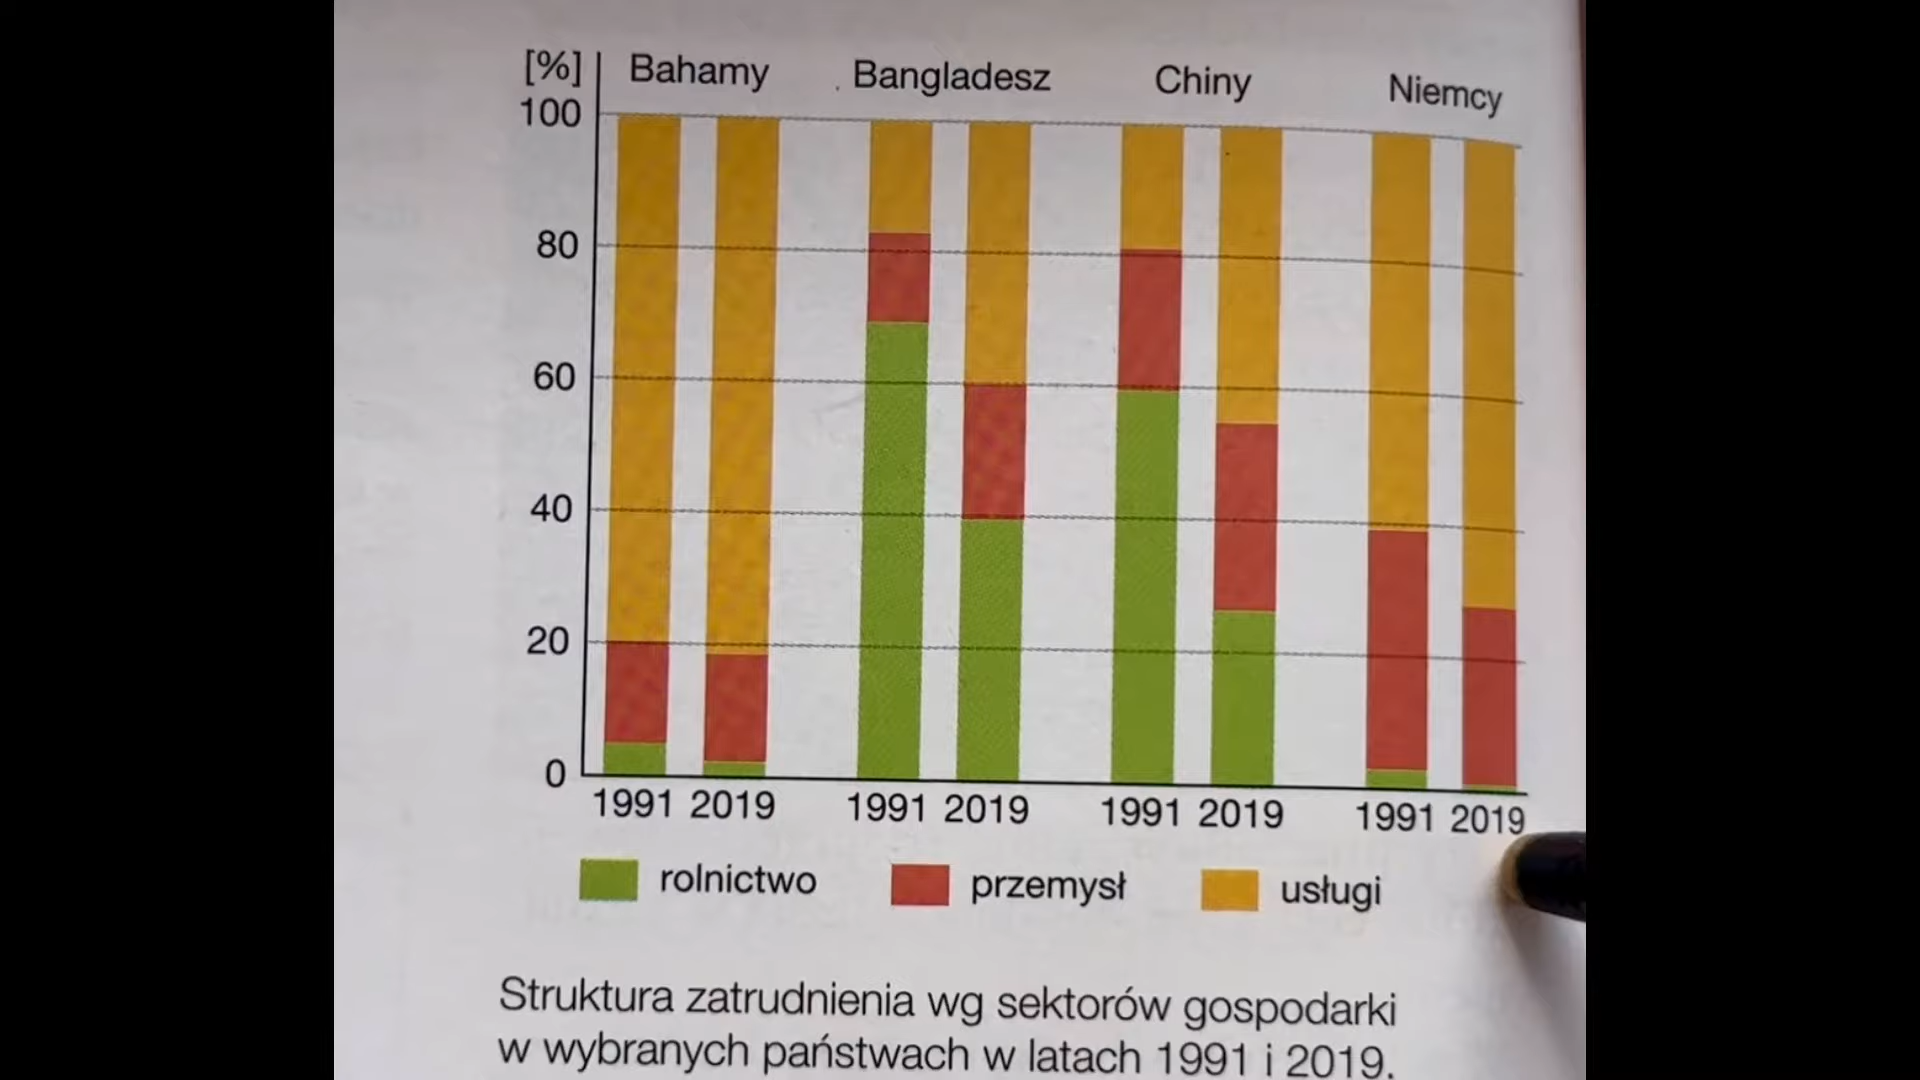 [%] Bahamy Bangladesz Chiny Niemcy
100
80
60
40
20
0
1991 2019 1991 2019 1991 2019 1991 2019
rolnictwo przemysł usługi
Struktura zatrudnienia wg sektorów gospodarki
w wybranych państwach w latach 1991 i 2019.